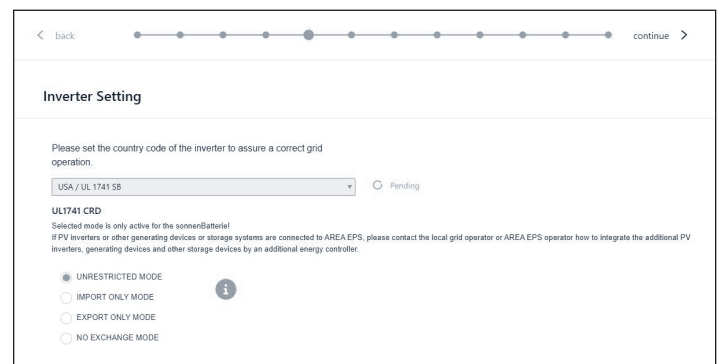 back
continue
Inverter Setting
Please set the country code of the inverter to assure a correct grid
operation.
USA / UL 1741 SB
Pending
UL1741 CRD
Selected mode is only active for the sonnenBatterie!
If PV inverters or other generating devices or storage systems are connected to AREA EPS, please contact the local grid operator or AREA EPS operator how to integrate the additional PV
inverters, generating devices and other storage devices by an additional energy controller.
UNRESTRICTED MODE
i
IMPORT ONLY MODE
EXPORT ONLY MODE
NO EXCHANGE MODE